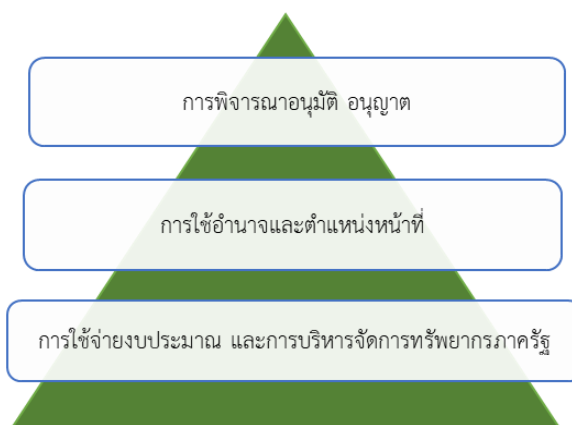 การพิจารณาอนุมัติ อนุญาต
การใช้อำนาจและตำแหน่งหน้าที่
การใช้จ่ายงบประมาณ และการบริหารจัดการทรัพยากรภาครัฐ